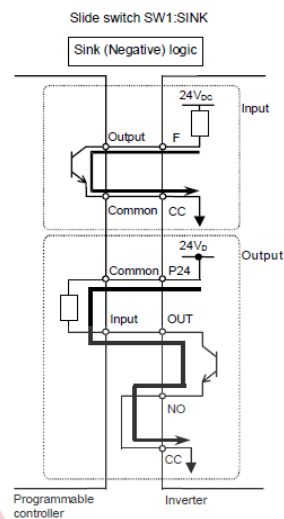 Slide switch SW1:SINK
Sink (Negative) logic
24VDC
Input
Output F
Common CC
24VD
Output
Common P24
Input OUT
NO
CC
Programmable
controller
Inverter